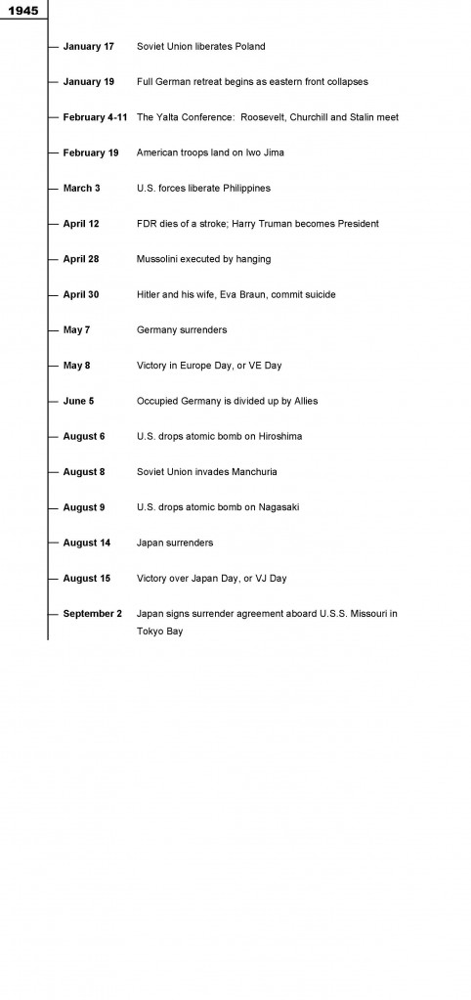 1945
January 17 Soviet Union liberates Poland
January 19 Full German retreat begins as eastern front collapses
February 4-11 The Yalta Conference: Roosevelt, Churchill and Stalin meet
February 19 American troops land on Iwo Jima
March 3 U.S. forces liberate Philippines
April 12 FDR dies of a stroke; Harry Truman becomes President
April 28 Mussolini executed by hanging
April 30 Hitler and his wife, Eva Braun, commit suicide
May 7 Germany surrenders
May 8 Victory in Europe Day, or VE Day
June 5 Occupied Germany is divided up by Allies
August 6 U.S. drops atomic bomb on Hiroshima
August 8 Soviet Union invades Manchuria
August 9 U.S. drops atomic bomb on Nagasaki
August 14 Japan surrenders
August 15 Victory over Japan Day, or VJ Day
September 2 Japan signs surrender agreement aboard U.S.S. Missouri in
Tokyo Bay